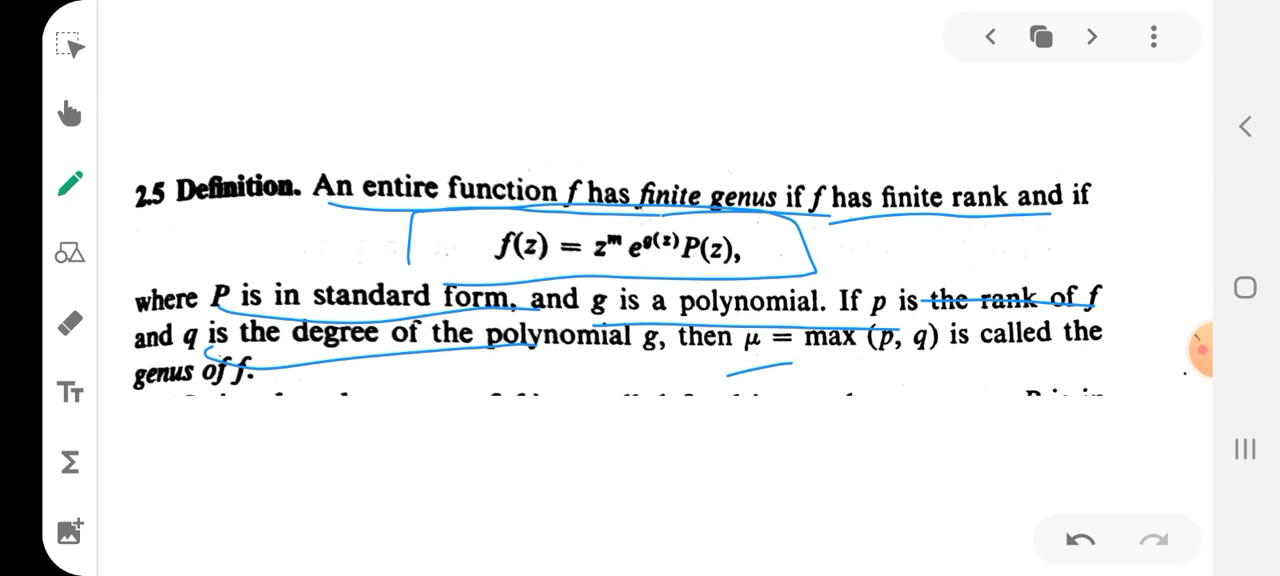 2.5 Definition. An entire function f has finite genus if f has finite rank and if
f(z) = zᵐ eᵍ⁽ᶻ⁾ P(z),
where P is in standard form, and g is a polynomial. If p is the rank of f
and q is the degree of the polynomial g, then μ = max (p, q) is called the
genus of f.